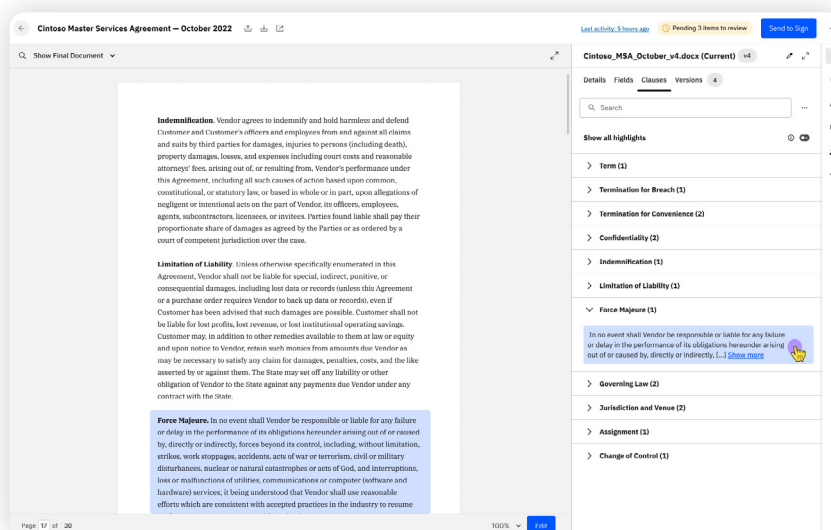 Cintoso Master Services Agreement — October 2022
Last activity: 5 hours ago
Pending 3 items to review
Send to Sign
Show Final Document
Indemnification. Vendor agrees to indemnify and hold harmless and defend
Customer and Customer's officers and employees from and against all claims
and suits by third parties for damages, injuries to persons (including death),
property damages, losses, and expenses including court costs and reasonable
attorneys' fees, arising out of, or resulting from, Vendor's performance under
this Agreement, including all such causes of action based upon common,
constitutional, or statutory law, or based in whole or in part, upon allegations of
negligent or intentional acts on the part of Vendor, its officers, employees,
agents, subcontractors, licensees, or invitees. Parties found liable shall pay their
proportionate share of damages as agreed by the Parties or as ordered by a
court of competent jurisdiction over the case.
Limitation of Liability. Unless otherwise specifically enumerated in this
Agreement, Vendor shall not be liable for special, indirect, punitive, or
consequential damages, including lost data or records (unless this Agreement
or a purchase order requires Vendor to back up data or records), even if
Customer has been advised that such damages are possible. Customer shall not
be liable for lost profits, lost revenue, or lost institutional operating savings.
Customer may, in addition to other remedies available to them at law or equity
and upon notice to Vendor, retain such monies from amounts due Vendor as
may be necessary to satisfy any claim for damages, penalties, costs, and the like
asserted by or against them. The State may set off any liability or other
obligation of Vendor to the State against any payments due Vendor under any
contract with the State.
Force Majeure. In no event shall Vendor be responsible or liable for any failure
or delay in the performance of its obligations hereunder arising out of or caused
by, directly or indirectly, forces beyond its control, including, without limitation,
strikes, work stoppages, accidents, acts of war or terrorism, civil or military
disturbances, nuclear or natural catastrophes or acts of God, and interruptions,
loss or malfunctions of utilities, communications or computer (software and
hardware) services; it being understood that Vendor shall use reasonable
efforts which are consistent with accepted practices in the industry to resume
Page 17 of 30
100%
Edit
Cintoso_MSA_October_v4.docx (Current) v4
Details Fields Clauses Versions 4
Search
Show all highlights
Term (1)
Termination for Breach (1)
Termination for Convenience (2)
Confidentiality (2)
Indemnification (1)
Limitation of Liability (1)
Force Majeure (1)
In no event shall Vendor be responsible or liable for any failure
or delay in the performance of its obligations hereunder arising
out of or caused by, directly or indirectly, [...] Show more
Governing Law (2)
Jurisdiction and Venue (2)
Assignment (1)
Change of Control (1)